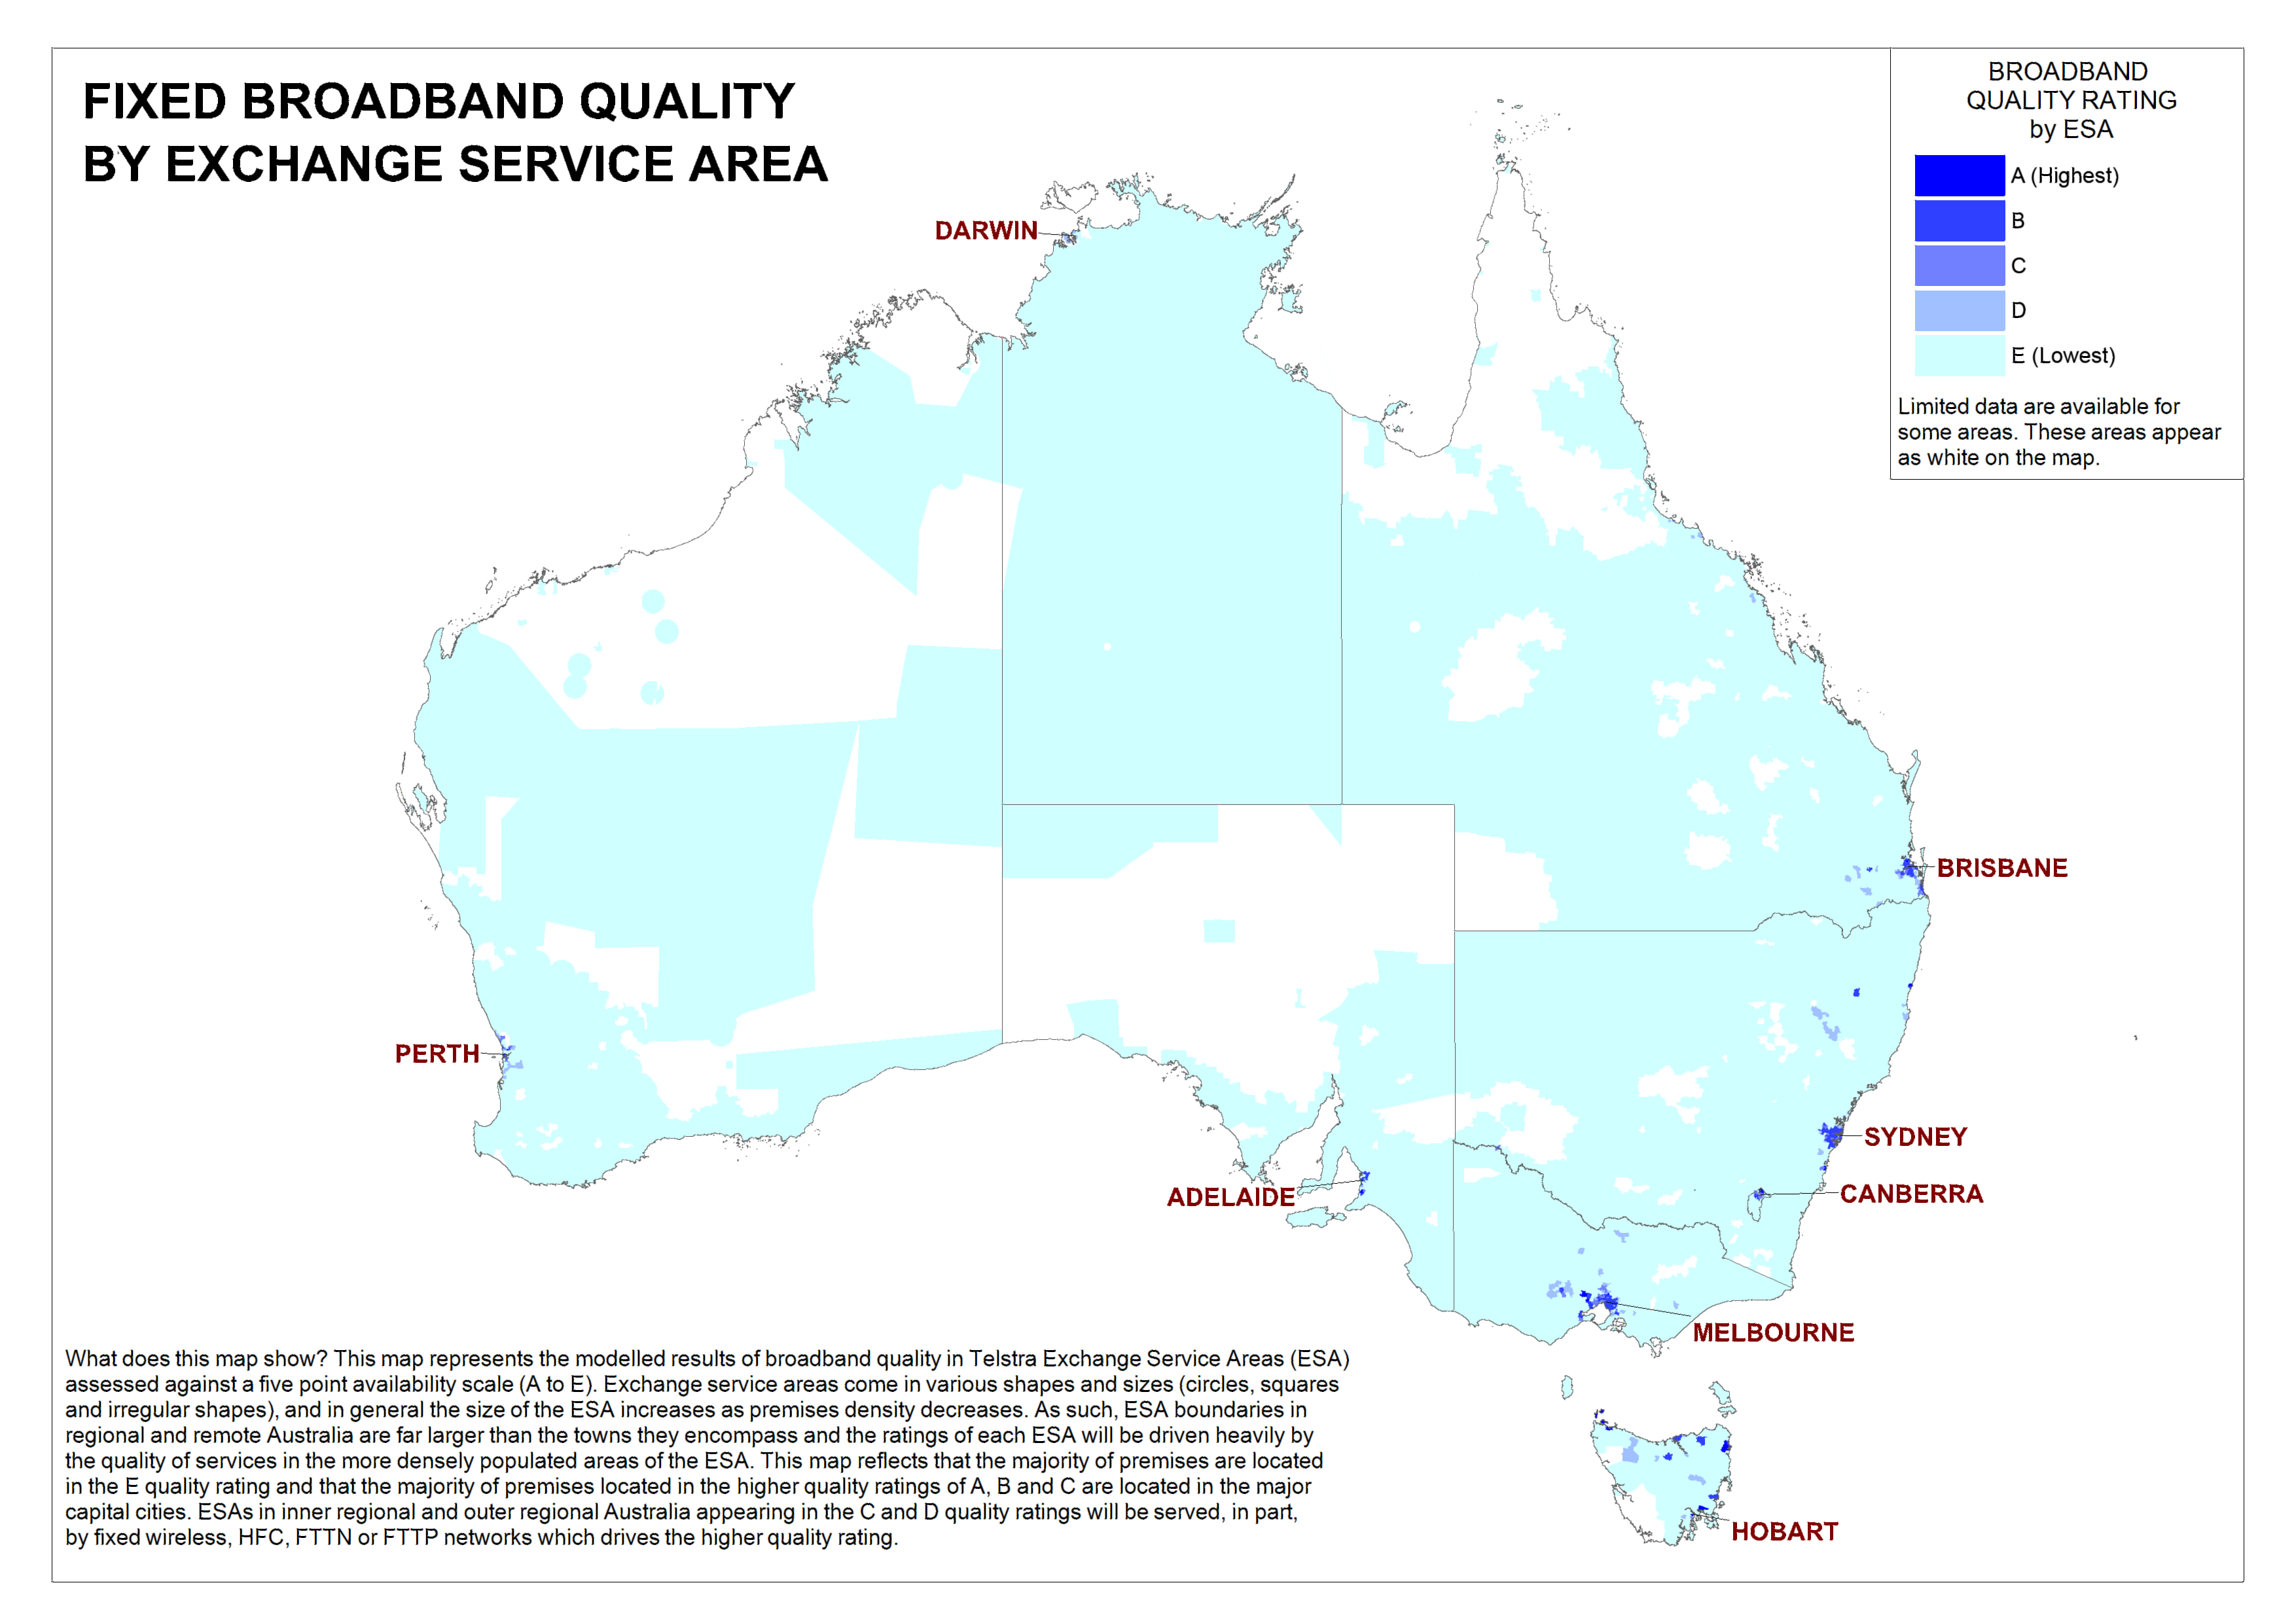 FIXED BROADBAND QUALITY
BY EXCHANGE SERVICE AREA
BROADBAND
QUALITY RATING
by ESA
A (Highest)
B
C
D
E (Lowest)
Limited data are available for
some areas. These areas appear
as white on the map.
DARWIN
BRISBANE
PERTH
SYDNEY
ADELAIDE
CANBERRA
MELBOURNE
HOBART
What does this map show? This map represents the modelled results of broadband quality in Telstra Exchange Service Areas (ESA)
assessed against a five point availability scale (A to E). Exchange service areas come in various shapes and sizes (circles, squares
and irregular shapes), and in general the size of the ESA increases as premises density decreases. As such, ESA boundaries in
regional and remote Australia are far larger than the towns they encompass and the ratings of each ESA will be driven heavily by
the quality of services in the more densely populated areas of the ESA. This map reflects that the majority of premises are located
in the E quality rating and that the majority of premises located in the higher quality ratings of A, B and C are located in the major
capital cities. ESAs in inner regional and outer regional Australia appearing in the C and D quality ratings will be served, in part,
by fixed wireless, HFC, FTTN or FTTP networks which drives the higher quality rating.